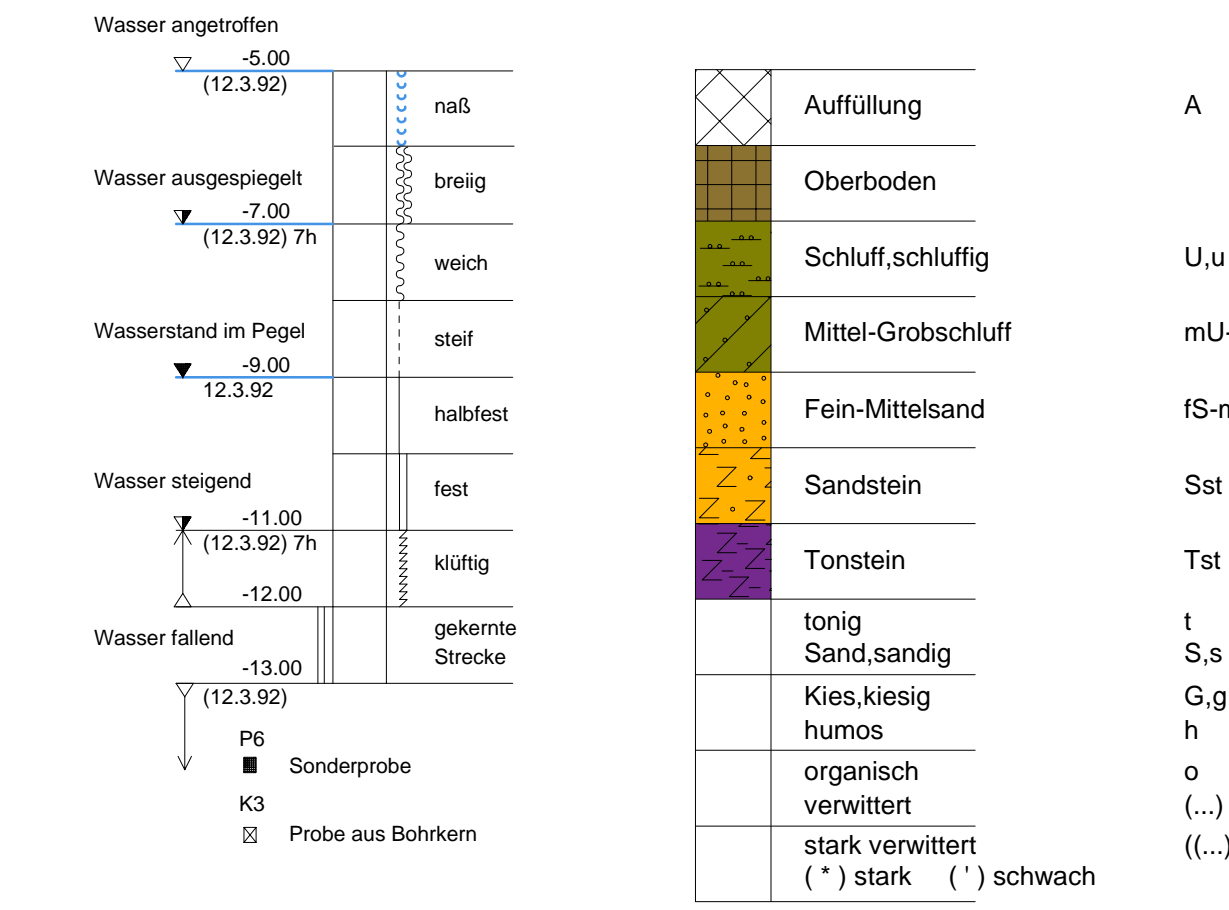 Wasser angetroffen
-5.00
(12.3.92)
naß
Wasser ausgespiegelt
breiig
-7.00
(12.3.92) 7h
weich
Wasserstand im Pegel
steif
-9.00
12.3.92
halbfest
Wasser steigend
fest
-11.00
(12.3.92) 7h
klüftig
-12.00
Wasser fallend
gekernte
Strecke
-13.00
(12.3.92)
P6
Sonderprobe
K3
Probe aus Bohrkern
Auffüllung A
Oberboden
Schluff,schluffig U,u
Mittel-Grobschluff mU-
Fein-Mittelsand fS-
Sandstein Sst
Tonstein Tst
tonig t
Sand,sandig S,s
Kies,kiesig G,g
humos h
organisch o
verwittert (...)
stark verwittert ((...)
( * ) stark ( ' ) schwach